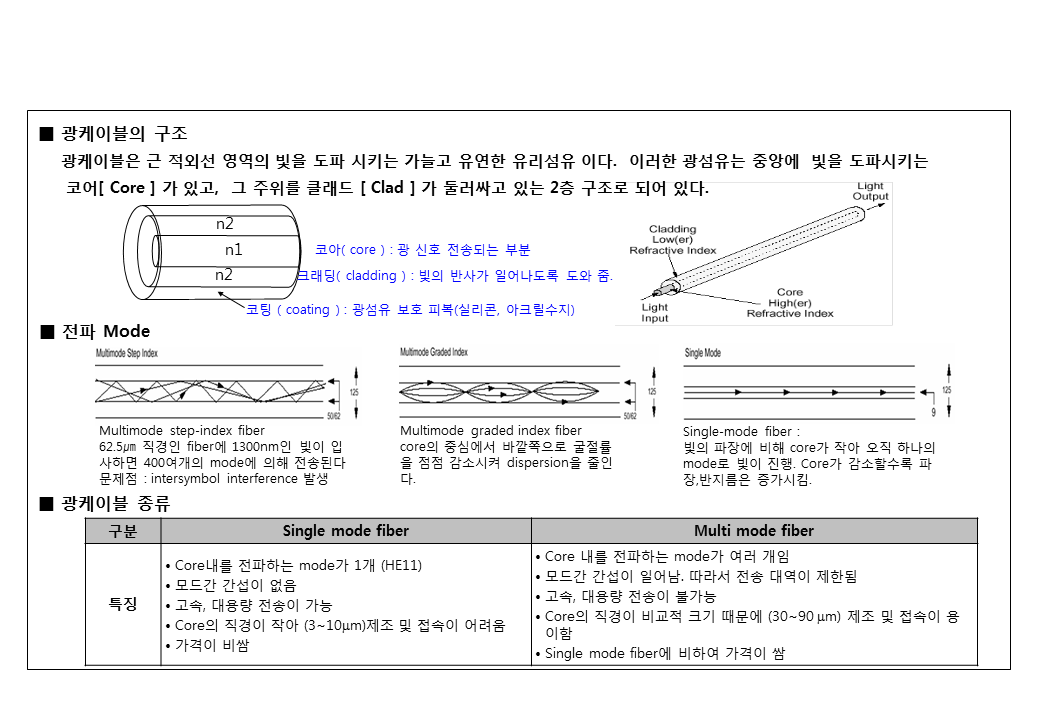 ■ 광케이블의 구조
광케이블은 근 적외선 영역의 빛을 도파 시키는 가늘고 유연한 유리섬유 이다. 이러한 광섬유는 중앙에 빛을 도파시키는
코어[ Core ] 가 있고, 그 주위를 클래드 [ Clad ] 가 둘러싸고 있는 2층 구조로 되어 있다.
n2
n1
n2
코아( core ) : 광 신호 전송되는 부분
크래딩( cladding ) : 빛의 반사가 일어나도록 도와 줌.
코팅 ( coating ) : 광섬유 보호 피복(실리콘, 아크릴수지)
Light
Output
Cladding
Low(er)
Refractive Index
Core
High(er)
Refractive Index
Light
Input
■ 전파 Mode
Multimode Step Index
125
50/62
Multimode Graded Index
125
50/62
Single Mode
125
9
Multimode step-index fiber
62.5㎛ 직경인 fiber에 1300nm인 빛이 입
사하면 400여개의 mode에 의해 전송된다
문제점 : intersymbol interference 발생
Multimode graded index fiber
core의 중심에서 바깥쪽으로 굴절률
을 점점 감소시켜 dispersion을 줄인
다.
Single-mode fiber :
빛의 파장에 비해 core가 작아 오직 하나의
mode로 빛이 진행. Core가 감소할수록 파
장,반지름은 증가시킴.
■ 광케이블 종류
구분
Single mode fiber
Multi mode fiber
특징
• Core내를 전파하는 mode가 1개 (HE11)
• 모드간 간섭이 없음
• 고속, 대용량 전송이 가능
• Core의 직경이 작아 (3~10μm)제조 및 접속이 어려움
• 가격이 비쌈
• Core 내를 전파하는 mode가 여러 개임
• 모드간 간섭이 일어남. 따라서 전송 대역이 제한됨
• 고속, 대용량 전송이 불가능
• Core의 직경이 비교적 크기 때문에 (30~90 μm) 제조 및 접속이 용
이함
• Single mode fiber에 비하여 가격이 쌈